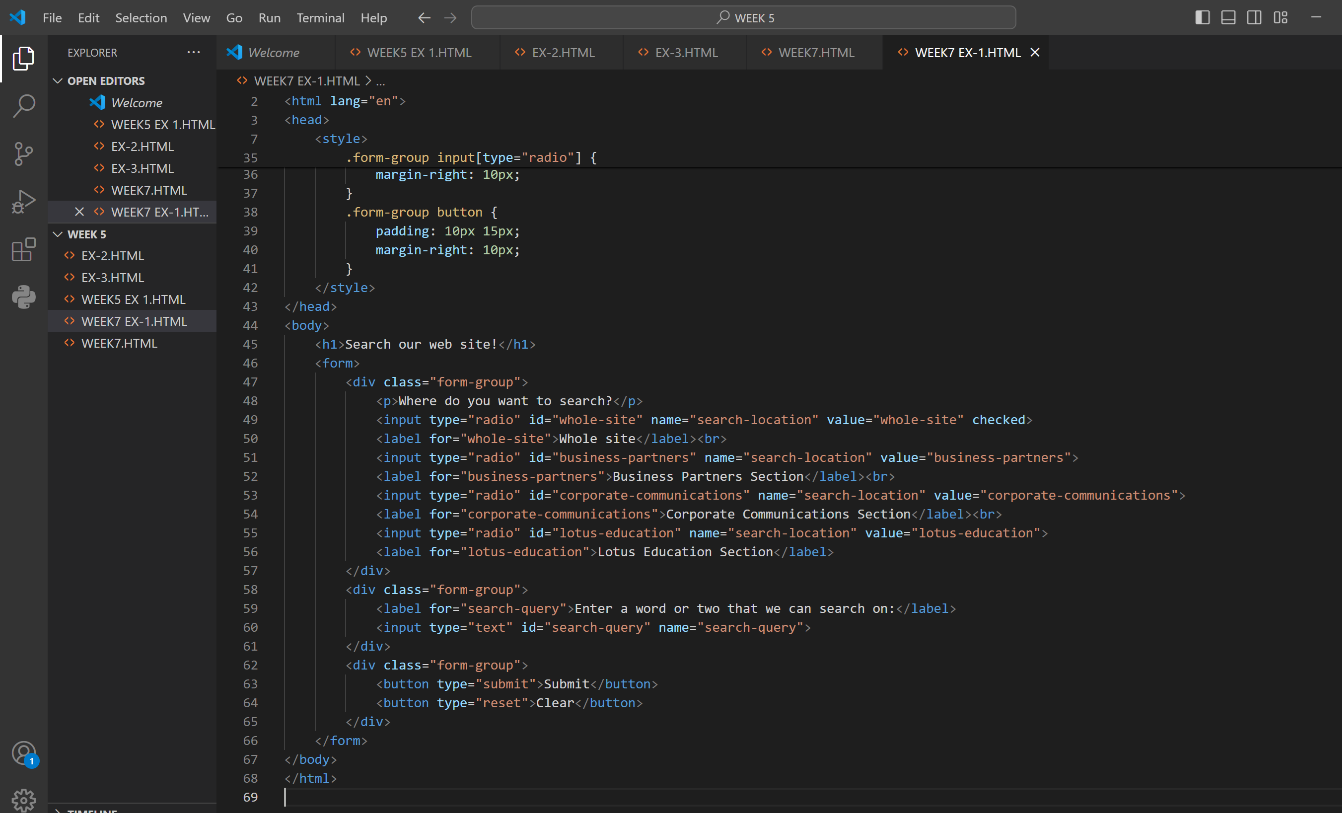 File Edit Selection View Go Run Terminal Help
WEEK 5
EXPLORER
OPEN EDITORS
Welcome
WEEK5 EX 1.HTML
EX-2.HTML
EX-3.HTML
WEEK7.HTML
WEEK7 EX-1.HT...
WEEK 5
EX-2.HTML
EX-3.HTML
WEEK5 EX 1.HTML
WEEK7 EX-1.HTML
WEEK7.HTML
TIMELINE
1
Welcome WEEK5 EX 1.HTML EX-2.HTML EX-3.HTML WEEK7.HTML WEEK7 EX-1.HTML
WEEK7 EX-1.HTML > ...
2 <html lang="en">
3 <head>
7 <style>
35 .form-group input[type="radio"] {
36 margin-right: 10px;
37 }
38 .form-group button {
39 padding: 10px 15px;
40 margin-right: 10px;
41 }
42 </style>
43 </head>
44 <body>
45 <h1>Search our web site!</h1>
46 <form>
47 <div class="form-group">
48 <p>Where do you want to search?</p>
49 <input type="radio" id="whole-site" name="search-location" value="whole-site" checked>
50 <label for="whole-site">Whole site</label><br>
51 <input type="radio" id="business-partners" name="search-location" value="business-partners">
52 <label for="business-partners">Business Partners Section</label><br>
53 <input type="radio" id="corporate-communications" name="search-location" value="corporate-communications">
54 <label for="corporate-communications">Corporate Communications Section</label><br>
55 <input type="radio" id="lotus-education" name="search-location" value="lotus-education">
56 <label for="lotus-education">Lotus Education Section</label>
57 </div>
58 <div class="form-group">
59 <label for="search-query">Enter a word or two that we can search on:</label>
60 <input type="text" id="search-query" name="search-query">
61 </div>
62 <div class="form-group">
63 <button type="submit">Submit</button>
64 <button type="reset">Clear</button>
65 </div>
66 </form>
67 </body>
68 </html>
69